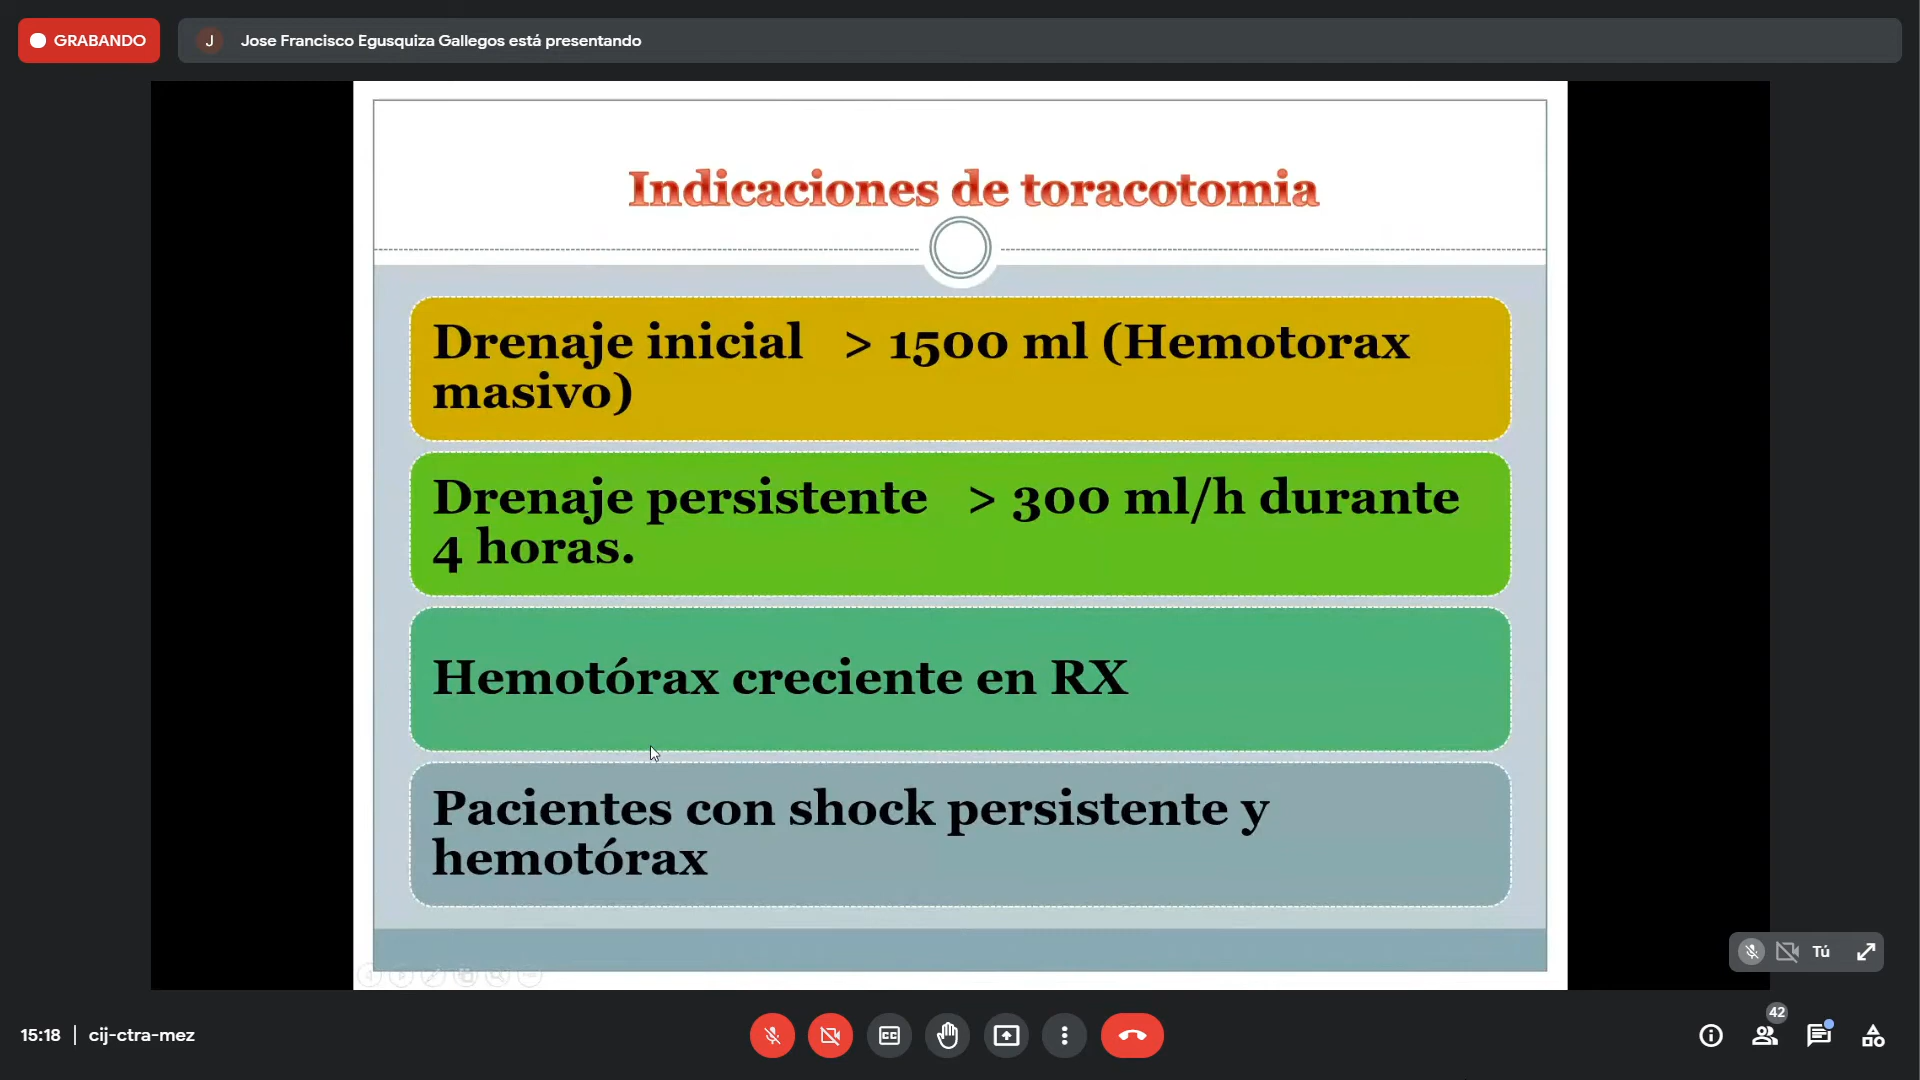 GRABANDO
J
Jose Francisco Egusquiza Gallegos está presentando
Indicaciones de toracotomia
Drenaje inicial > 1500 ml (Hemotorax
masivo)
Drenaje persistente > 300 ml/h durante
4 horas.
Hemotórax creciente en RX
Pacientes con shock persistente y
hemotórax
Tú
15:18 | cij-ctra-mez
CC
42